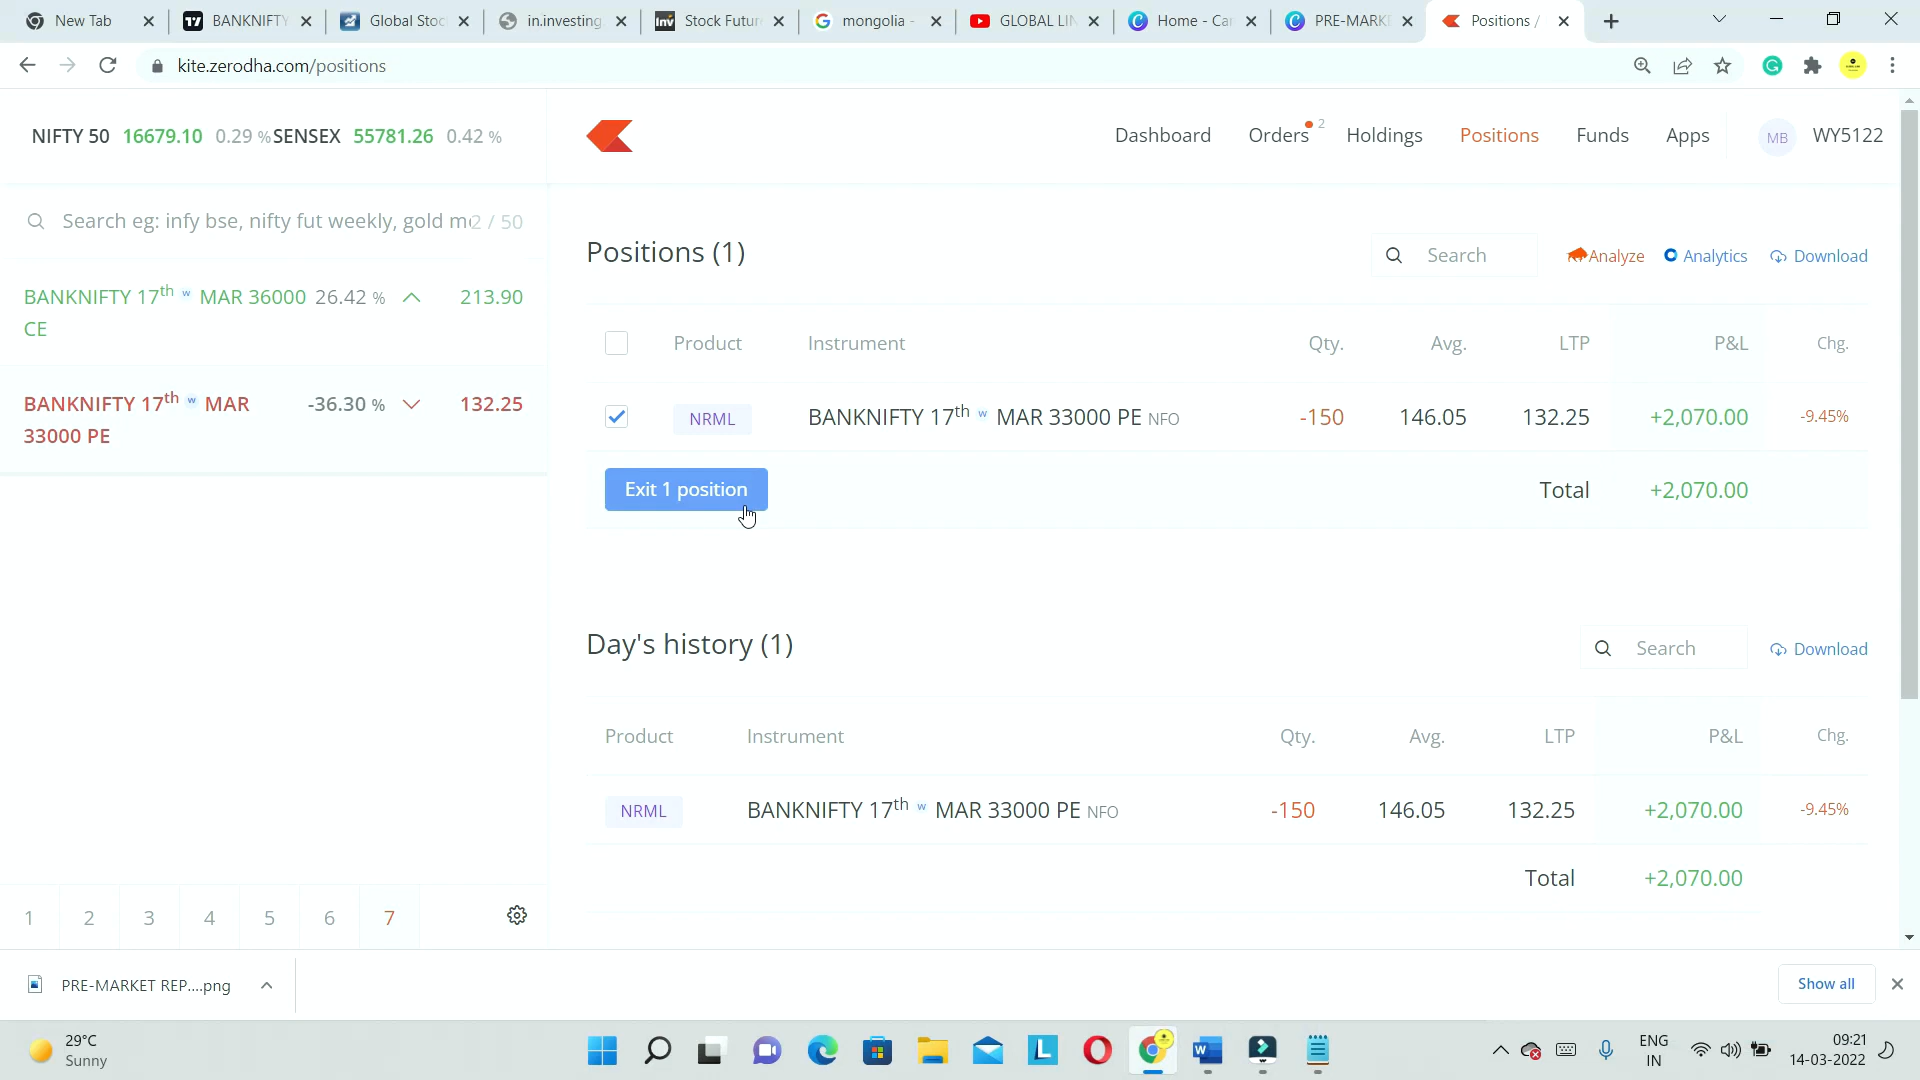 New Tab
BANKNIFTY
Global Stoc
in.investing.
Stock Futur
mongolia -
GLOBAL LIN
Home - Ca
PRE-MARKE
Positions /
kite.zerodha.com/positions
NIFTY 50 16679.10 0.29 % SENSEX 55781.26 0.42 %
Dashboard Orders 2 Holdings Positions Funds Apps MB WY5122
Search eg: infy bse, nifty fut weekly, gold m 2 / 50
BANKNIFTY 17th w MAR 36000 26.42 % 213.90
CE
BANKNIFTY 17th w MAR -36.30 % 132.25
33000 PE
1 2 3 4 5 6 7
Positions (1) Search Analyze Analytics Download
Product Instrument Qty. Avg. LTP P&L Chg.
NRML BANKNIFTY 17th w MAR 33000 PE NFO -150 146.05 132.25 +2,070.00 -9.45%
Exit 1 position Total +2,070.00
Day's history (1) Search Download
Product Instrument Qty. Avg. LTP P&L Chg.
NRML BANKNIFTY 17th w MAR 33000 PE NFO -150 146.05 132.25 +2,070.00 -9.45%
Total +2,070.00
PRE-MARKET REP....png Show all
29°C
Sunny
ENG
IN
09:21
14-03-2022